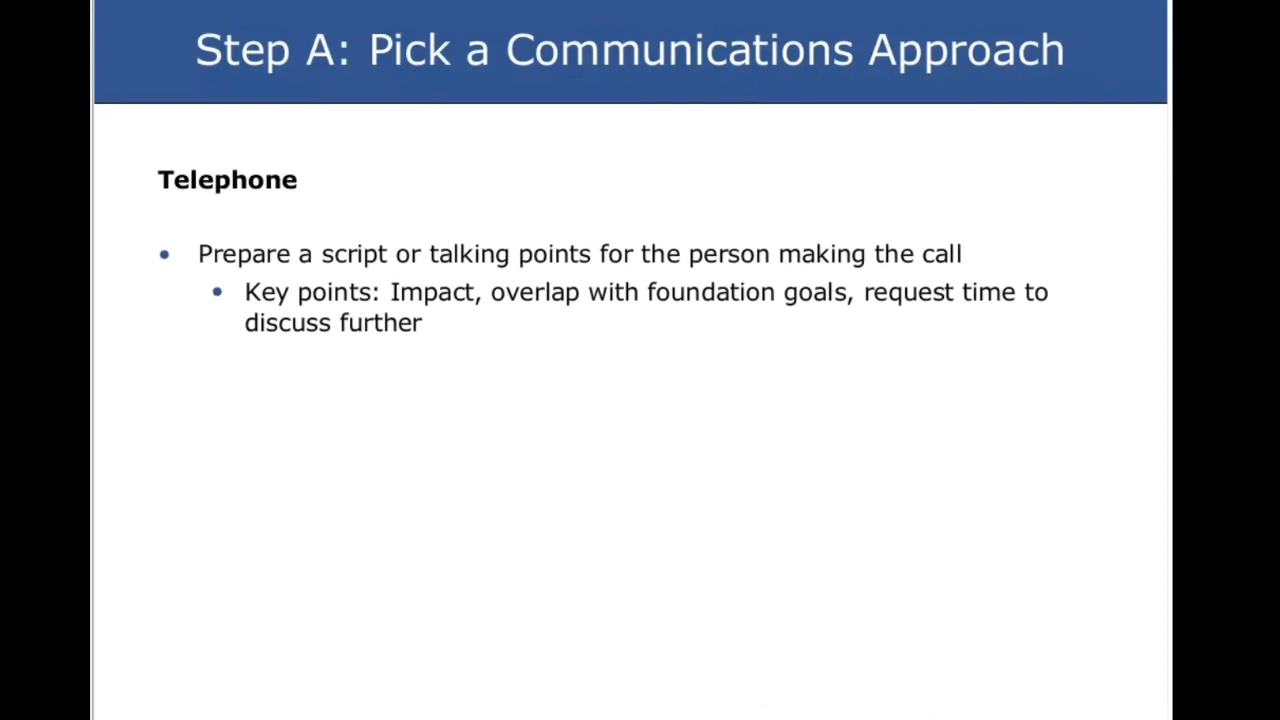 Step A: Pick a Communications Approach
Telephone
• Prepare a script or talking points for the person making the call
• Key points: Impact, overlap with foundation goals, request time to
discuss further